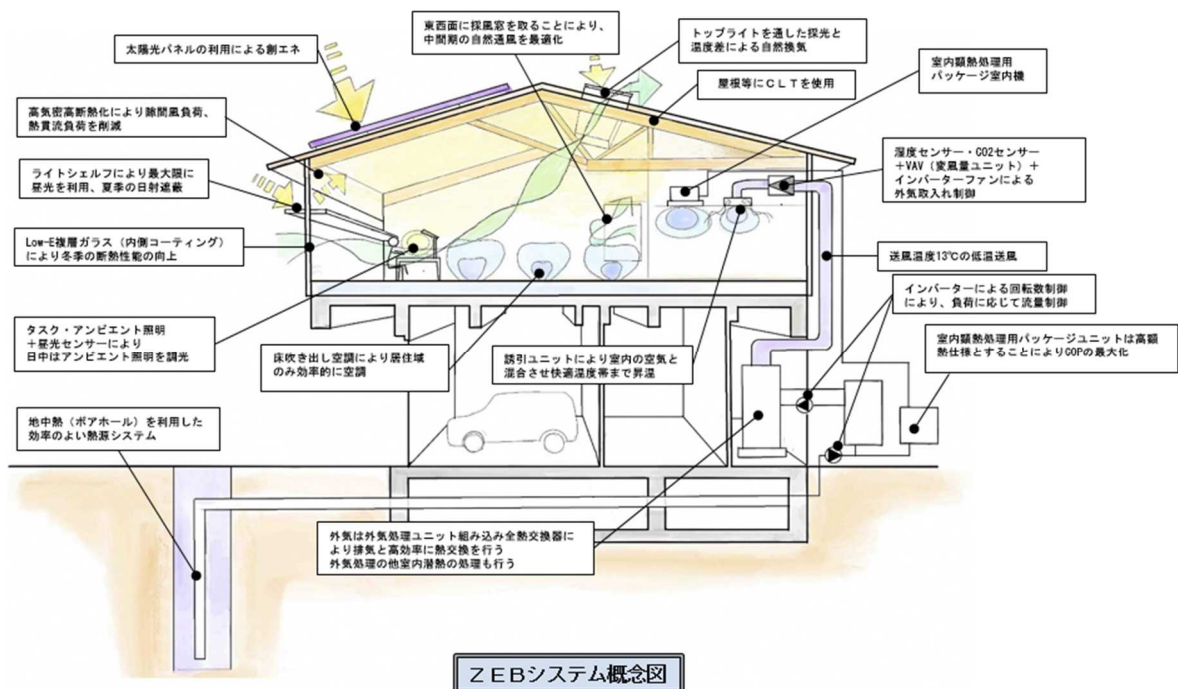 太陽光パネルの利用による創エネ
東西面に採風窓を取ることにより、
中間期の自然通風を最適化
トップライトを通した採光と
温度差による自然換気
室内顕熱処理用
パッケージ室内機
屋根等にCLTを使用
高気密高断熱化により隙間風負荷、
熱貫流負荷を削減
ライトシェルフにより最大限に
昼光を利用、夏季の日射遮蔽
湿度センサー・CO2センサー
+VAV(変風量ユニット)+
インバーターファンによる
外気取入れ制御
Low-E複層ガラス(内側コーティング)
により冬季の断熱性能の向上
送風温度13℃の低温送風
インバーターによる回転数制御
により、負荷に応じて流量制御
タスク・アンビエント照明
+昼光センサーにより
日中はアンビエント照明を調光
床吹き出し空調により居住域
のみ効率的に空調
誘引ユニットにより室内の空気と
混合させ快適温度帯まで昇温
室内顕熱処理用パッケージユニットは高顕
熱仕様とすることによりCOPの最大化
地中熱(ボアホール)を利用した
効率のよい熱源システム
外気は外気処理ユニット組み込み全熱交換器に
より排気と高効率に熱交換を行う
外気処理の他室内潜熱の処理も行う
ZEBシステム概念図